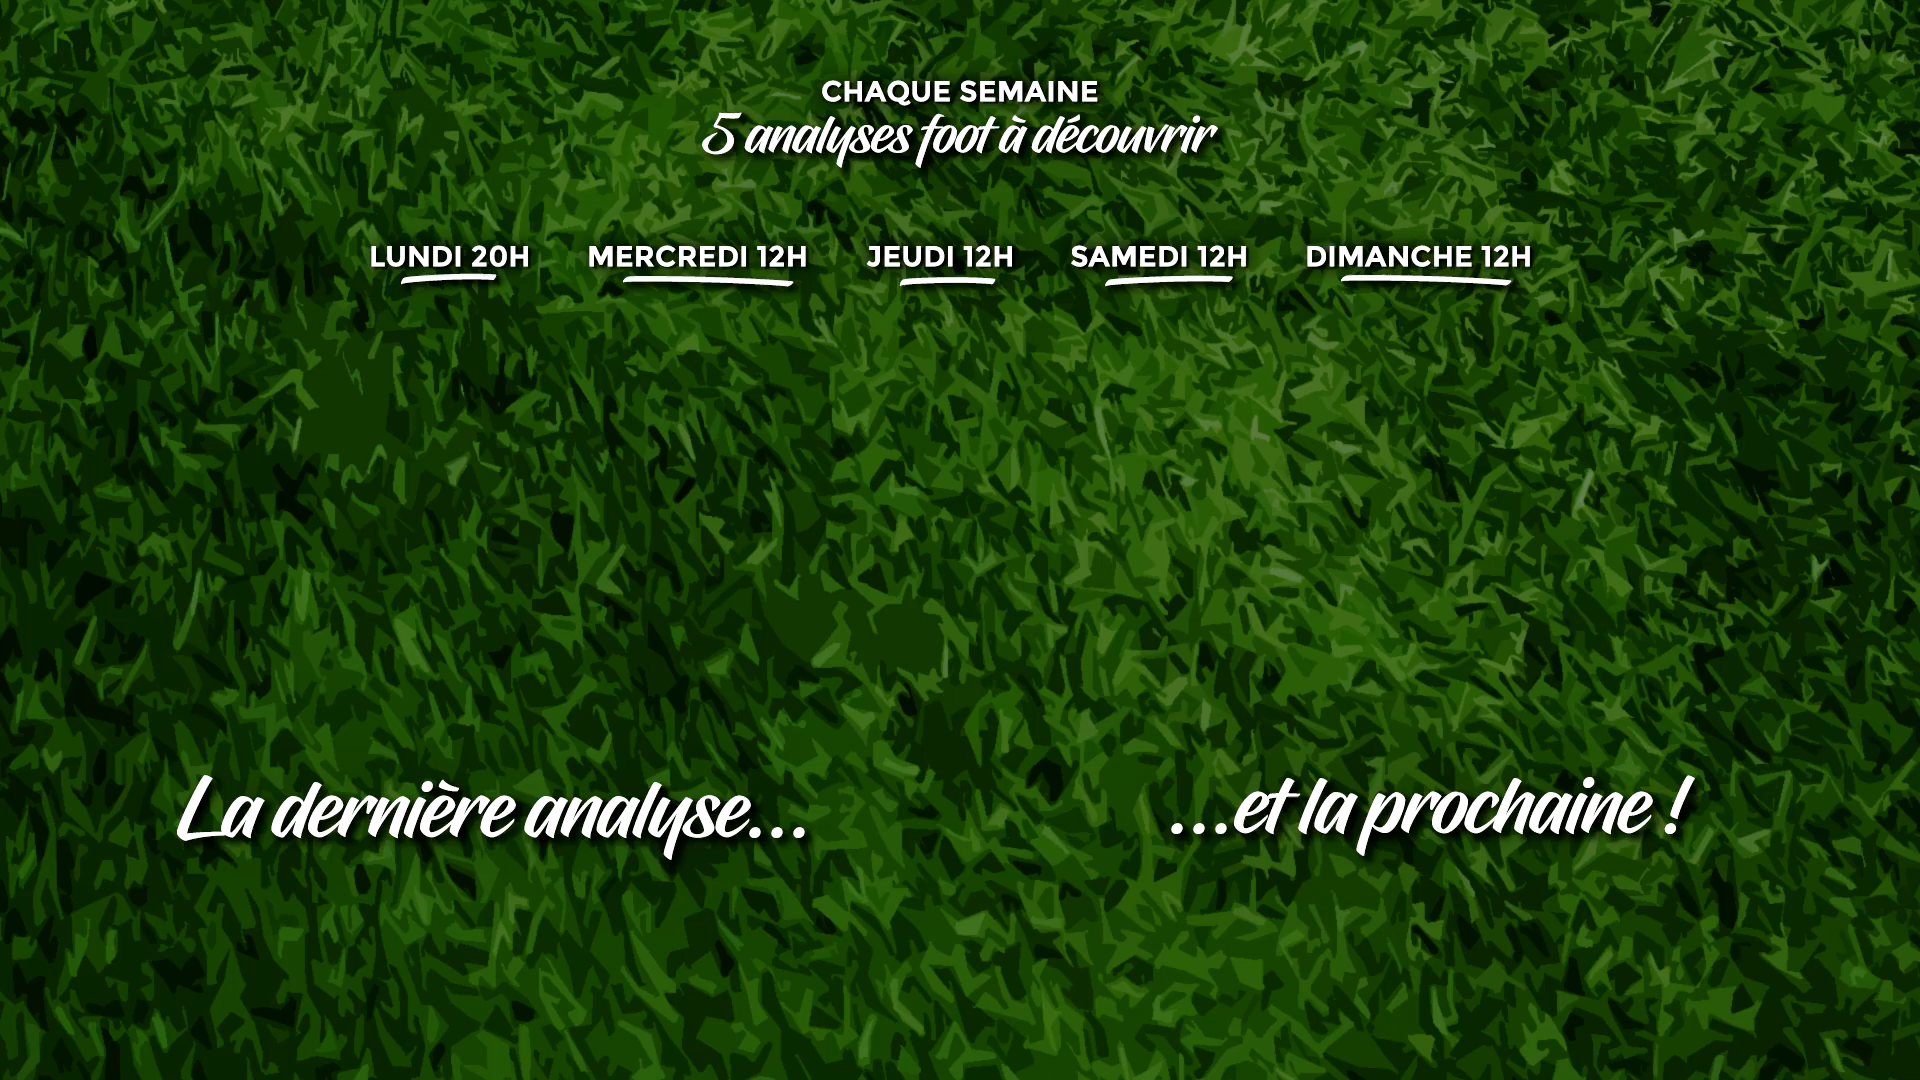 CHAQUE SEMAINE
5 analyses foot à découvrir
LUNDI 20H MERCREDI 12H JEUDI 12H SAMEDI 12H DIMANCHE 12H
La dernière analyse... ...et la prochaine !